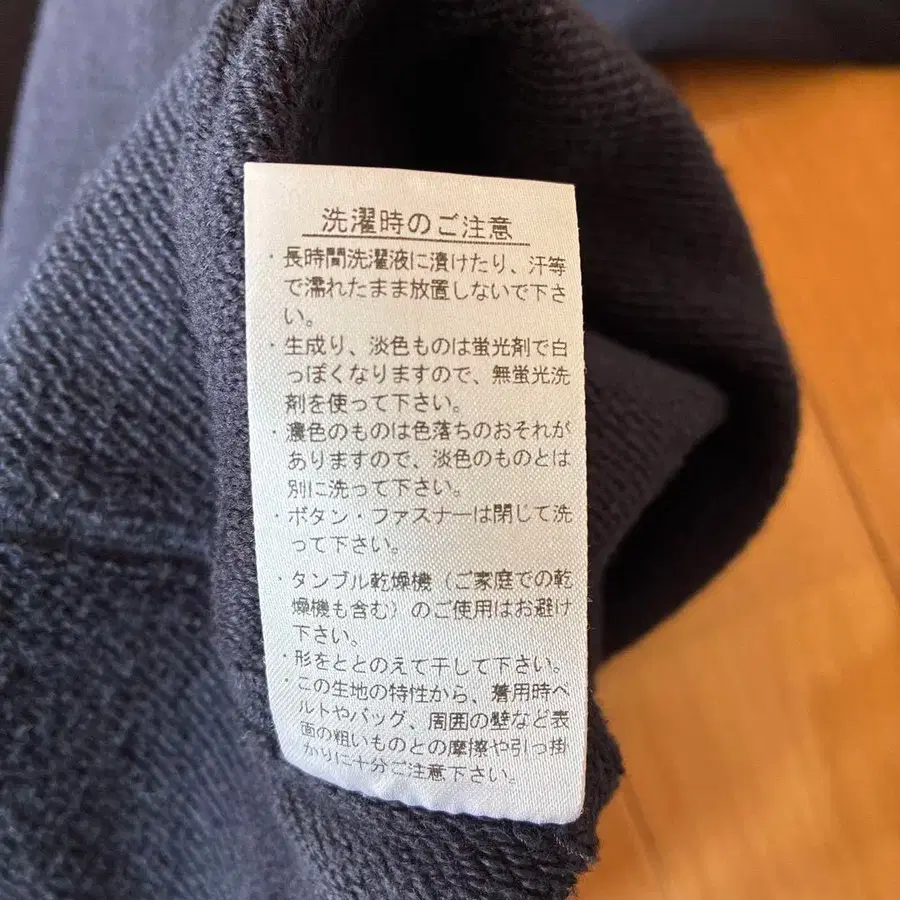 洗濯時のご注意
・長時間洗濯液に漬けたり、汗等
で濡れたまま放置しないで下さ
い。
・生成り、淡色ものは蛍光剤で白
っぽくなりますので、無蛍光洗
剤を使って下さい。
・濃色のものは色落ちのおそれが
ありますので、淡色のものとは
別に洗って下さい。
・ボタン・ファスナーは閉じて洗
って下さい。
・タンブル乾燥機（ご家庭での乾
燥機も含む）のご使用はお避け
下さい。
・形をととのえて干して下さい。
・この生地の特性から、着用時ベ
ルトやバッグ、周囲の壁など表
面の粗いものとの摩擦や引っ掛
かりに十分ご注意下さい。